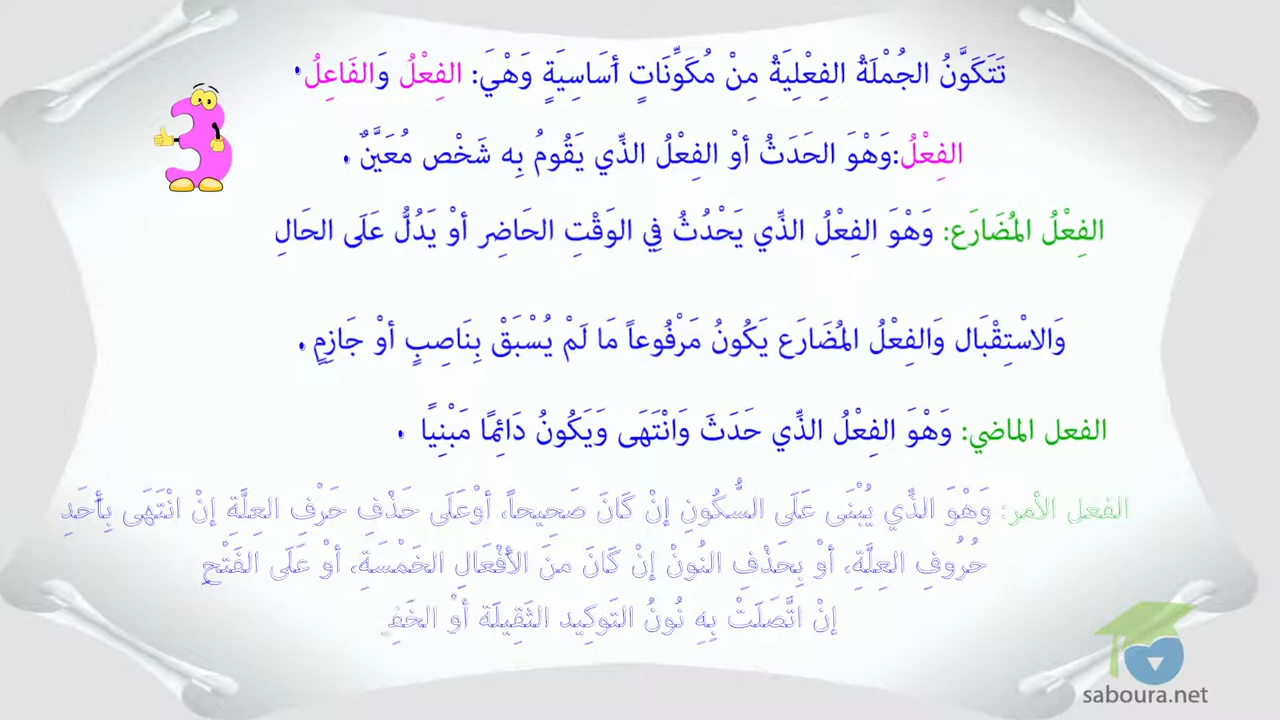 تَتَكَوَّنُ الجُمْلَةُ الفِعْلِيَةُ مِنْ مُكَوِّنَاتٍ أَسَاسِيَةٍ وَهْيَ: الفِعْلُ وَالفَاعِلُ.
الفِعْلُ:وَهْوَ الحَدَثُ أوْ الفِعْلُ الذِّي يَقُومُ بِه شَخْص مُعَيَّنٌ .
الفِعْلُ المُضَارَع: وَهْوَ الفِعْلُ الذِّي يَحْدُثُ فِي الوَقْتِ الحَاضِر أوْ يَدُلُّ عَلَى الحَالِ
وَالاسْتِقْبَال وَالفِعْلُ المُضَارَع يَكُونُ مَرْفُوعاً مَا لَمْ يُسْبَقْ بِنَاصِبٍ أوْ جَازِمٍ .
الفعل الماضي: وَهْوَ الفِعْلُ الذِّي حَدَثَ وَانْتَهَى وَيَكُونُ دَائِمًا مَبْنِيًا .
الفعل الأمر: وَهْوَ الذِّي يُبْنَى عَلَى السُّكُونِ إنْ كَانَ صَحِيحاً، أوْعَلَى حَذْفِ حَرْفِ العِلَّةِ إنْ انْتَهَى بِأَحَدِ
حُرُوفِ العِلَّةِ، أوْ بِحَذْفِ النُونْ إنْ كَانَ منَ الأَفْعَالِ الخَمْسَةِ، أوْ عَلَى الفَتْحِ
إنْ اتَّصَلَتْ بِهِ نُونُ التَوكِيد الثَقِيلَة أَوْ الخَفِ
saboura.net